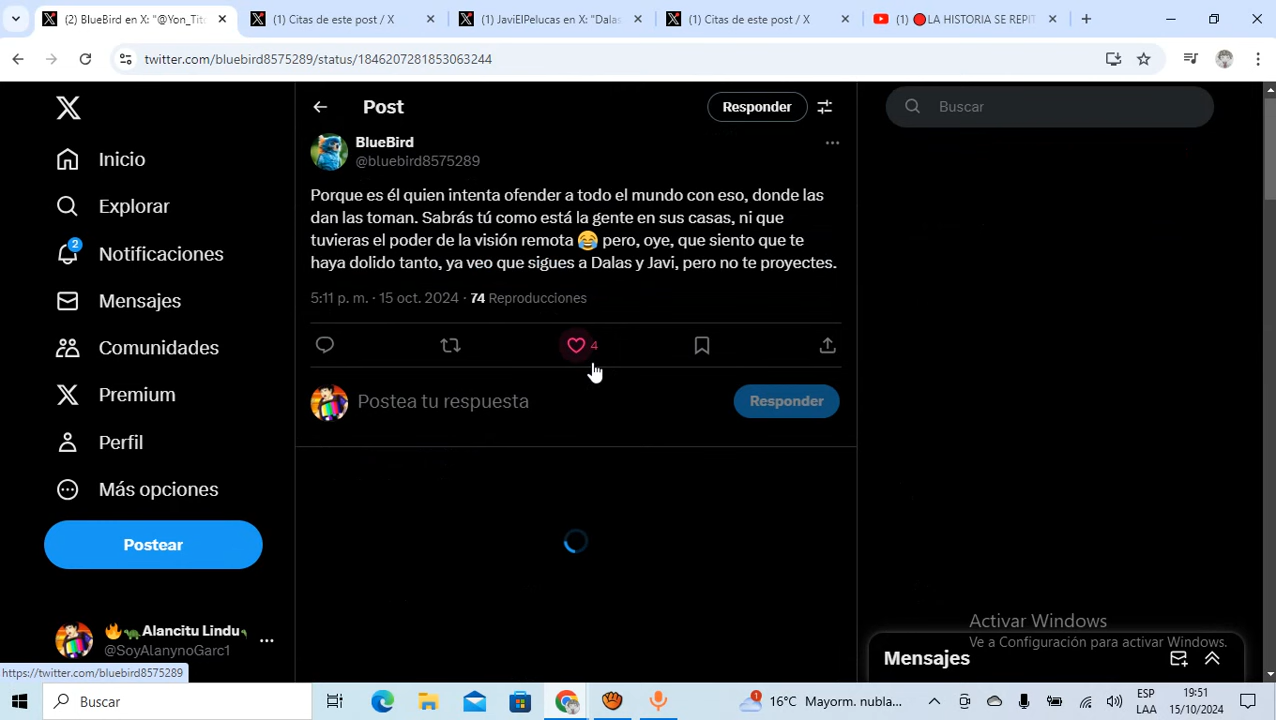 (2) BlueBird en X: "@Yon_Tit
(1) Citas de este post / X
(1) JaviElPelucas en X: "Dalas
(1) Citas de este post / X
(1) 🔴LA HISTORIA SE REPIT
twitter.com/bluebird8575289/status/1846207281853063244
Inicio
Explorar
2
Notificaciones
Mensajes
Comunidades
Premium
Perfil
Más opciones
Postear
🔥🐢Alancitu Lindu
@SoyAlanynoGarc1
https://twitter.com/bluebird8575289
Post
Responder
BlueBird
@bluebird8575289
Porque es él quien intenta ofender a todo el mundo con eso, donde las
dan las toman. Sabrás tú como está la gente en sus casas, ni que
tuvieras el poder de la visión remota 😂 pero, oye, que siento que te
haya dolido tanto, ya veo que sigues a Dalas y Javi, pero no te proyectes.
5:11 p. m. · 15 oct. 2024 · 74 Reproducciones
4
Postea tu respuesta
Responder
Buscar
Activar Windows
Ve a Configuración para activar Windows.
Mensajes
Buscar
1
16°C Mayorm. nubla...
ESP
LAA
19:51
15/10/2024